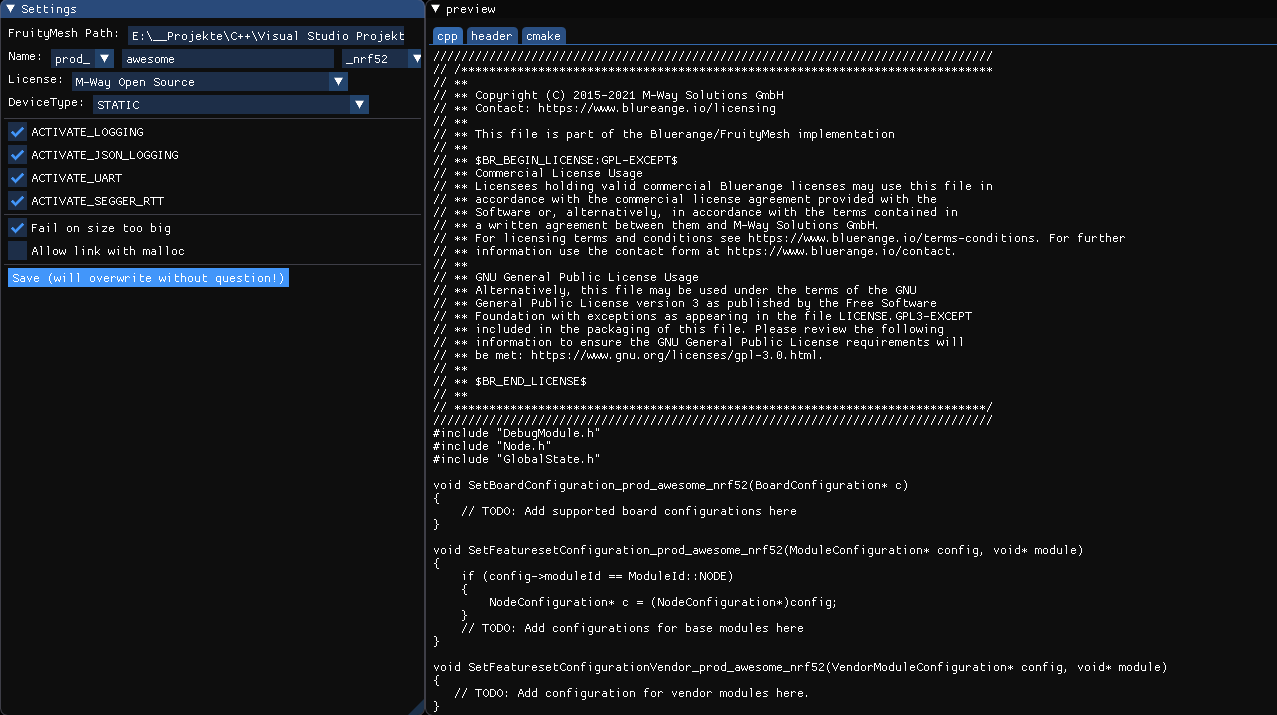 Settings
FruityMesh Path: E:\__Projekte\C++\Visual Studio Projekt
Name: prod_ awesome _nrf52
License: M-Way Open Source
DeviceType: STATIC
ACTIVATE_LOGGING
ACTIVATE_JSON_LOGGING
ACTIVATE_UART
ACTIVATE_SEGGER_RTT
Fail on size too big
Allow link with malloc
Save (will overwrite without question!)
preview
cpp header cmake
////////////////////////////////////////////////////////////////////////////////
// /****************************************************************************
// **
// ** Copyright (C) 2015-2021 M-Way Solutions GmbH
// ** Contact: https://www.blureange.io/licensing
// **
// ** This file is part of the Bluerange/FruityMesh implementation
// **
// ** $BR_BEGIN_LICENSE:GPL-EXCEPT$
// ** Commercial License Usage
// ** Licensees holding valid commercial Bluerange licenses may use this file in
// ** accordance with the commercial license agreement provided with the
// ** Software or, alternatively, in accordance with the terms contained in
// ** a written agreement between them and M-Way Solutions GmbH.
// ** For licensing terms and conditions see https://www.bluerange.io/terms-conditions. For further
// ** information use the contact form at https://www.bluerange.io/contact.
// **
// ** GNU General Public License Usage
// ** Alternatively, this file may be used under the terms of the GNU
// ** General Public License version 3 as published by the Free Software
// ** Foundation with exceptions as appearing in the file LICENSE.GPL3-EXCEPT
// ** included in the packaging of this file. Please review the following
// ** information to ensure the GNU General Public License requirements will
// ** be met: https://www.gnu.org/licenses/gpl-3.0.html.
// **
// ** $BR_END_LICENSE$
// **
// ****************************************************************************/
////////////////////////////////////////////////////////////////////////////////
#include "DebugModule.h"
#include "Node.h"
#include "GlobalState.h"
void SetBoardConfiguration_prod_awesome_nrf52(BoardConfiguration* c)
{
// TODO: Add supported board configurations here
}
void SetFeaturesetConfiguration_prod_awesome_nrf52(ModuleConfiguration* config, void* module)
{
if (config->moduleId == ModuleId::NODE)
{
NodeConfiguration* c = (NodeConfiguration*)config;
}
// TODO: Add configurations for base modules here
}
void SetFeaturesetConfigurationVendor_prod_awesome_nrf52(VendorModuleConfiguration* config, void* module)
{
// TODO: Add configuration for vendor modules here.
}